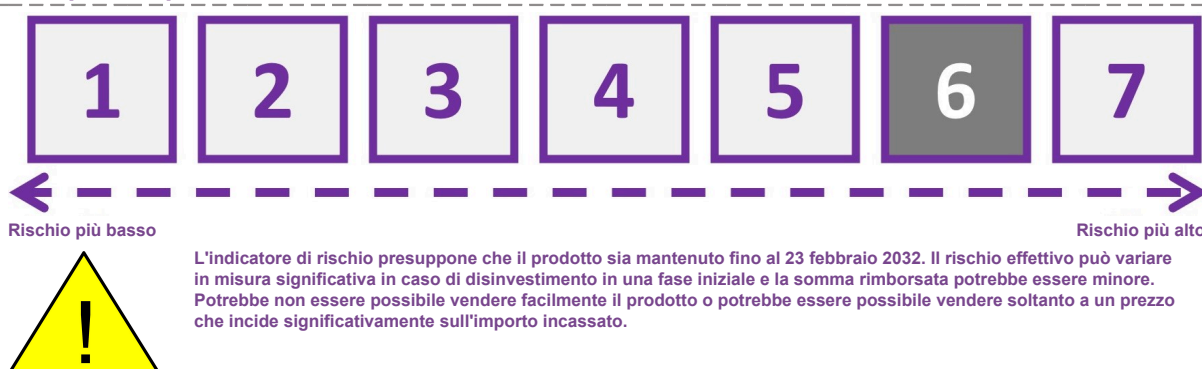 1 2 3 4 5 6 7
Rischio più basso Rischio più alto
L'indicatore di rischio presuppone che il prodotto sia mantenuto fino al 23 febbraio 2032. Il rischio effettivo può variare
in misura significativa in caso di disinvestimento in una fase iniziale e la somma rimborsata potrebbe essere minore.
Potrebbe non essere possibile vendere facilmente il prodotto o potrebbe essere possibile vendere soltanto a un prezzo
che incide significativamente sull'importo incassato.
!